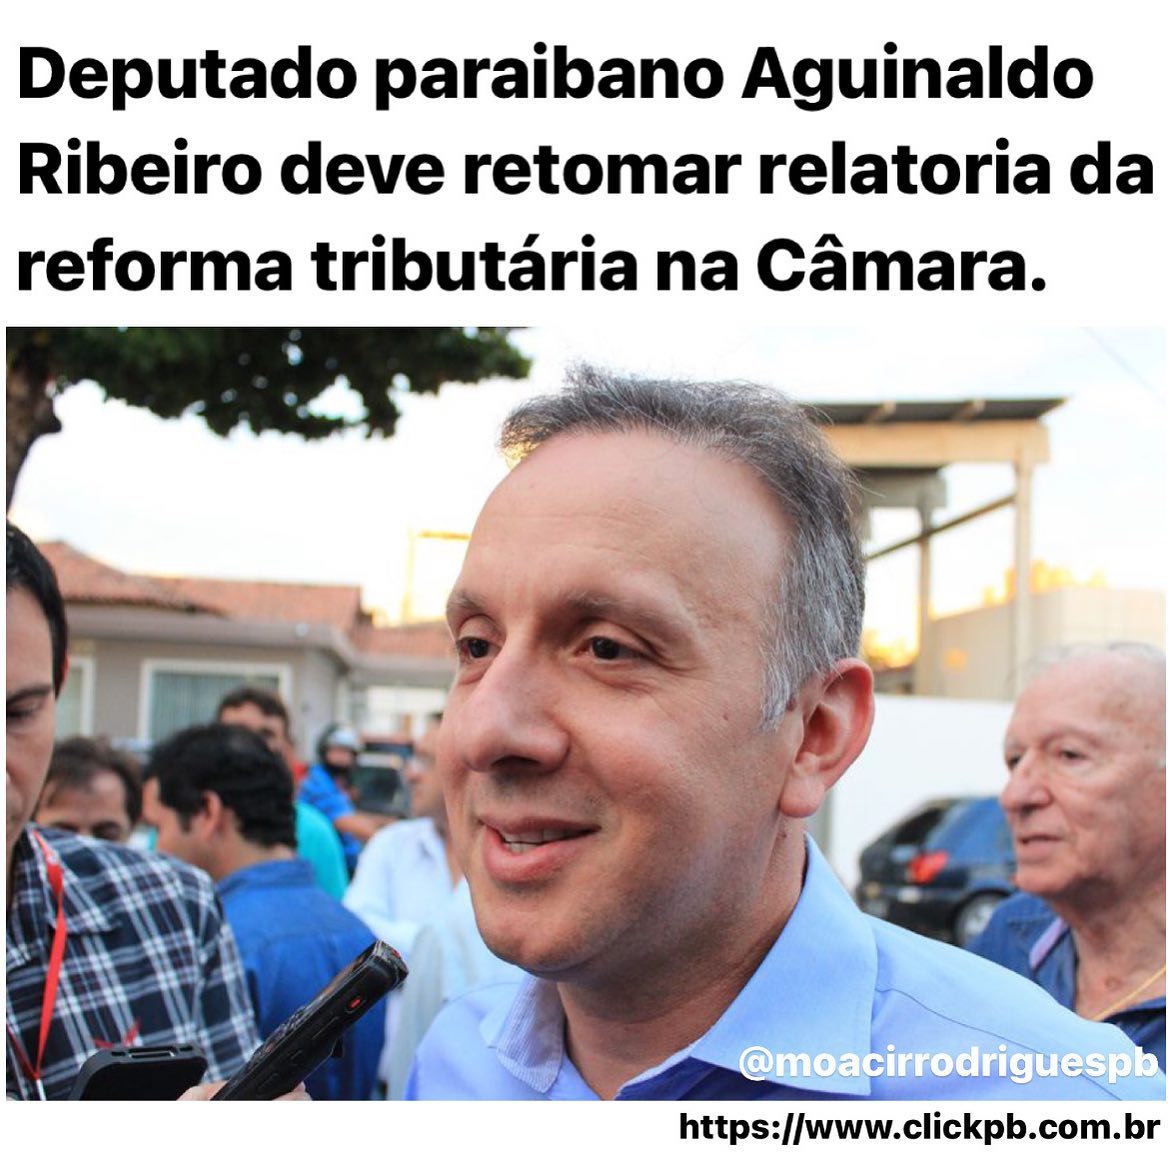 Deputado paraibano Aguinaldo
Ribeiro deve retomar relatoria da
reforma tributária na Câmara.
@moacirrodriguespb
https://www.clickpb.com.br